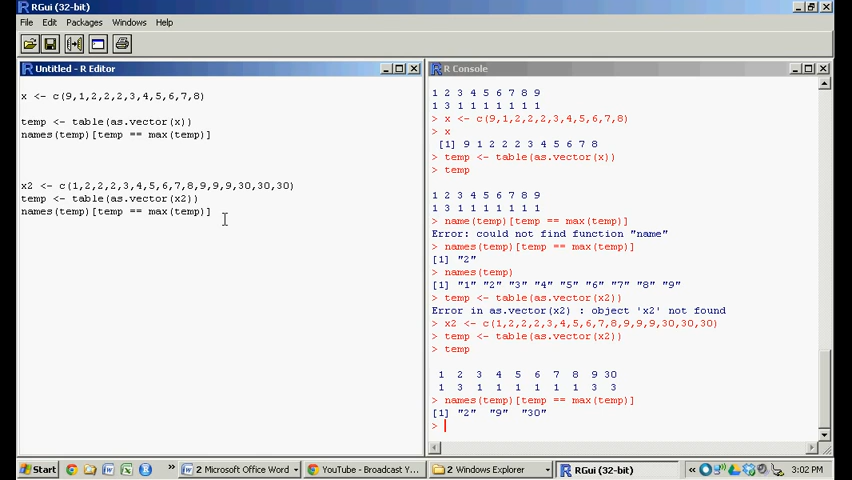 RGui (32-bit)
File Edit Packages Windows Help
Untitled - R Editor
x <- c(9,1,2,2,2,3,4,5,6,7,8)
temp <- table(as.vector(x))
names(temp)[temp == max(temp)]
x2 <- c(1,2,2,2,3,4,5,6,7,8,9,9,9,30,30,30)
temp <- table(as.vector(x2))
names(temp)[temp == max(temp)]
R Console
1 2 3 4 5 6 7 8 9
1 3 1 1 1 1 1 1 1
> x <- c(9,1,2,2,2,3,4,5,6,7,8)
> x
[1] 9 1 2 2 2 3 4 5 6 7 8
> temp <- table(as.vector(x))
> temp
1 2 3 4 5 6 7 8 9
1 3 1 1 1 1 1 1 1
> name(temp)[temp == max(temp)]
Error: could not find function "name"
> names(temp)[temp == max(temp)]
[1] "2"
> names(temp)
[1] "1" "2" "3" "4" "5" "6" "7" "8" "9"
> temp <- table(as.vector(x2))
Error in as.vector(x2) : object 'x2' not found
> x2 <- c(1,2,2,2,3,4,5,6,7,8,9,9,9,30,30,30)
> temp <- table(as.vector(x2))
> temp
1 2 3 4 5 6 7 8 9 30
1 3 1 1 1 1 1 1 3 3
> names(temp)[temp == max(temp)]
[1] "2" "9" "30"
>
Start » 2 Microsoft Office Word YouTube - Broadcast Y... 2 Windows Explorer RGui (32-bit) « 3:02 PM